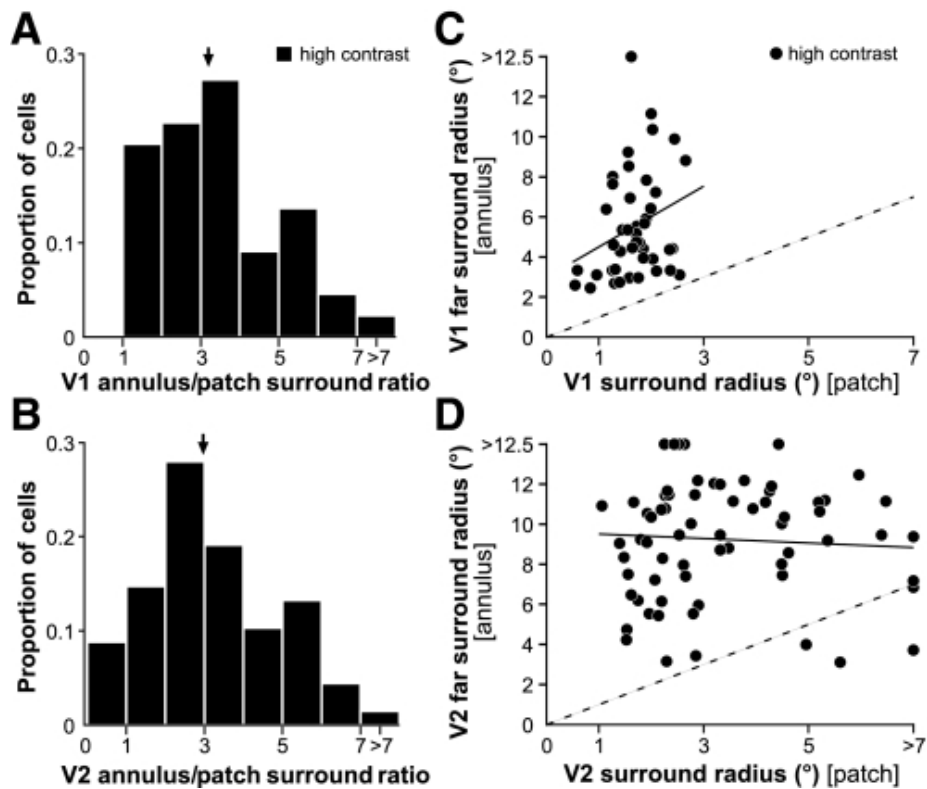 A
0.3
0.2
0.1
0
Proportion of cells
high contrast
0 1 3 5 7 >7
V1 annulus/patch surround ratio
C
>12.5
12
10
8
6
4
2
0
V1 far surround radius (°)
[annulus]
high contrast
0 1 3 5 7
V1 surround radius (°) [patch]
B
0.3
0.2
0.1
0
Proportion of cells
0 1 3 5 7 >7
V2 annulus/patch surround ratio
D
>12.5
12
10
8
6
4
2
0
V2 far surround radius (°)
[annulus]
0 1 3 5 >7
V2 surround radius (°) [patch]